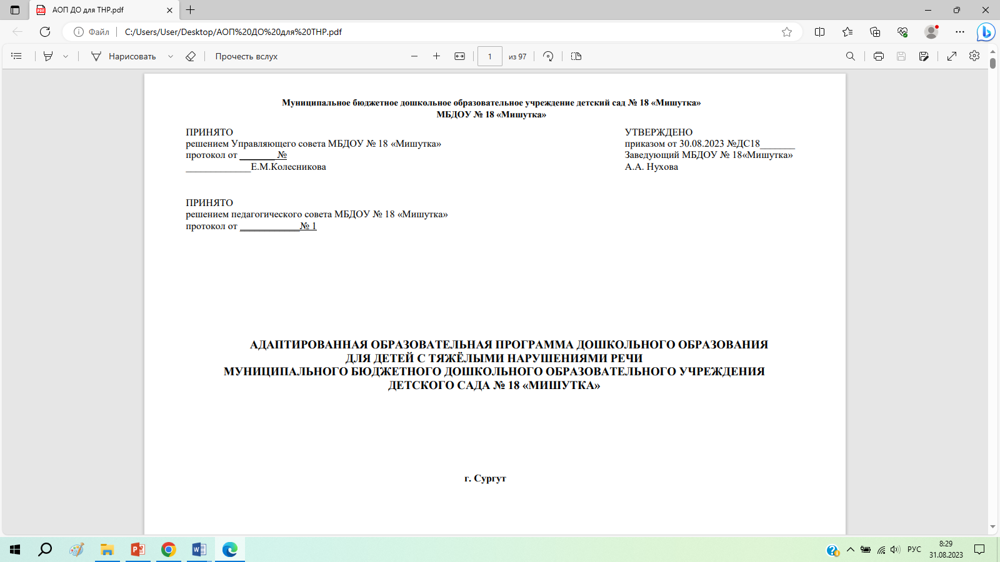 АОП ДО для ТНР.pdf
Файл
C:/Users/User/Desktop/АОП%20ДО%20для%20ТНР.pdf
Нарисовать
Прочесть вслух
1
из 97
Муниципальное бюджетное дошкольное образовательное учреждение детский сад № 18 «Мишутка»
МБДОУ № 18 «Мишутка»
ПРИНЯТО
решением Управляющего совета МБДОУ № 18 «Мишутка»
протокол от _______ №
_____________Е.М.Колесникова
УТВЕРЖДЕНО
приказом от 30.08.2023 №ДС18_______
Заведующий МБДОУ № 18«Мишутка»
А.А. Нухова
ПРИНЯТО
решением педагогического совета МБДОУ № 18 «Мишутка»
протокол от ____________№ 1
АДАПТИРОВАННАЯ ОБРАЗОВАТЕЛЬНАЯ ПРОГРАММА ДОШКОЛЬНОГО ОБРАЗОВАНИЯ
ДЛЯ ДЕТЕЙ С ТЯЖЁЛЫМИ НАРУШЕНИЯМИ РЕЧИ
МУНИЦИПАЛЬНОГО БЮДЖЕТНОГО ДОШКОЛЬНОГО ОБРАЗОВАТЕЛЬНОГО УЧРЕЖДЕНИЯ
ДЕТСКОГО САДА № 18 «МИШУТКА»
г. Сургут
РУС
8:29
31.08.2023